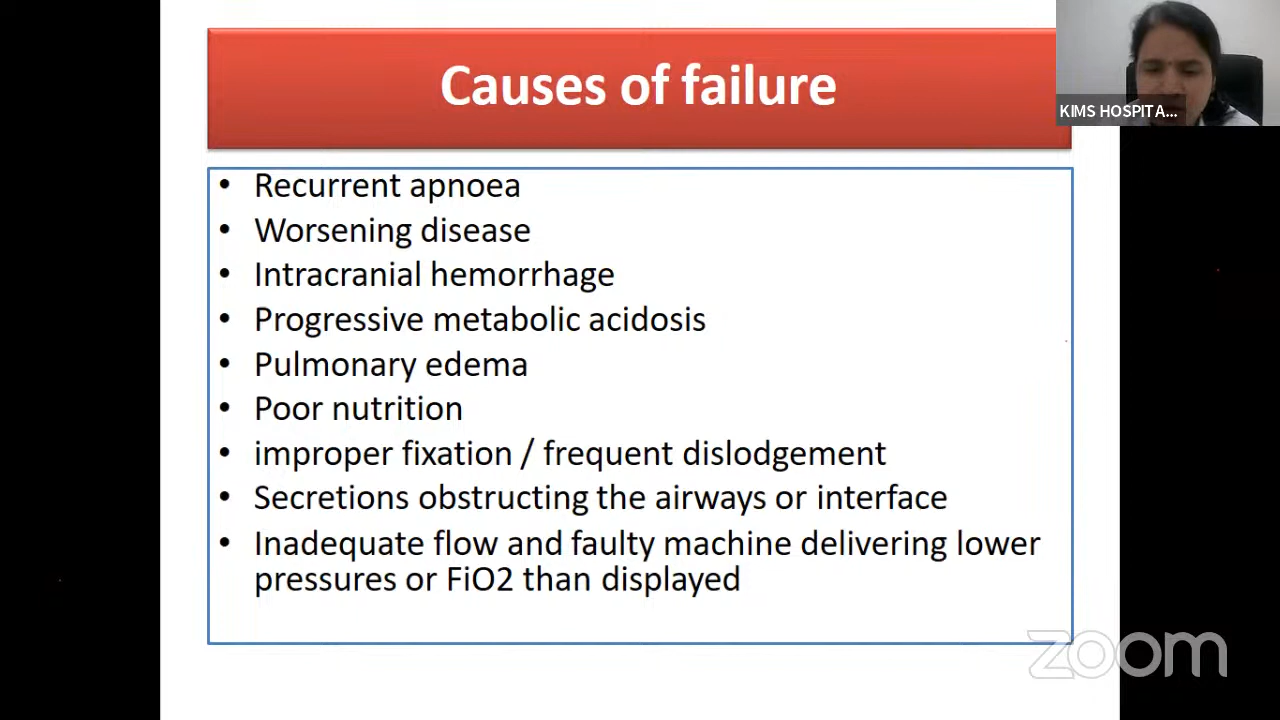 Causes of failure
KIMS HOSPITA...
• Recurrent apnoea
• Worsening disease
• Intracranial hemorrhage
• Progressive metabolic acidosis
• Pulmonary edema
• Poor nutrition
• improper fixation / frequent dislodgement
• Secretions obstructing the airways or interface
• Inadequate flow and faulty machine delivering lower
pressures or FiO2 than displayed
zoom